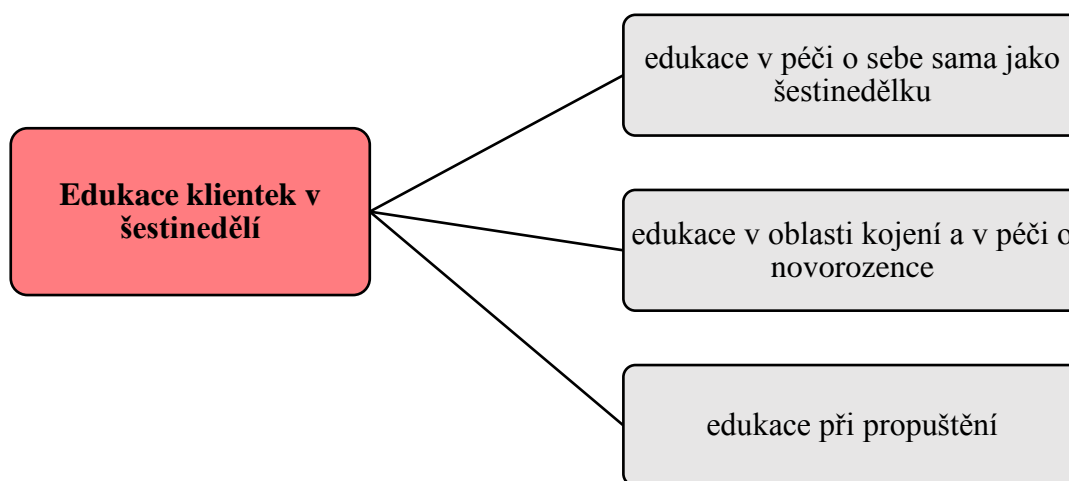 edukace v péči o sebe sama jako
šestinedělku
Edukace klientek v
šestinedělí
edukace v oblasti kojení a v péči o
novorozence
edukace při propuštění